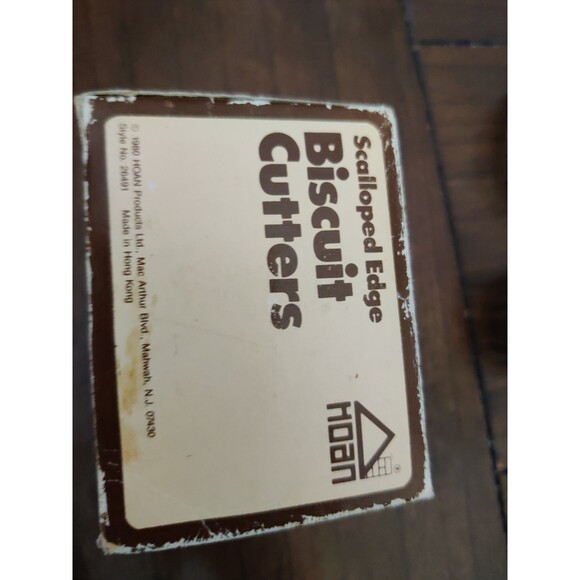 Scalloped Edge
Biscuit
Cutters
HOAN ®
© 1980 HOAN Products Ltd., Mac Arthur Blvd., Mahwah, N.J. 07430
Style No. 26491 Made in Hong Kong